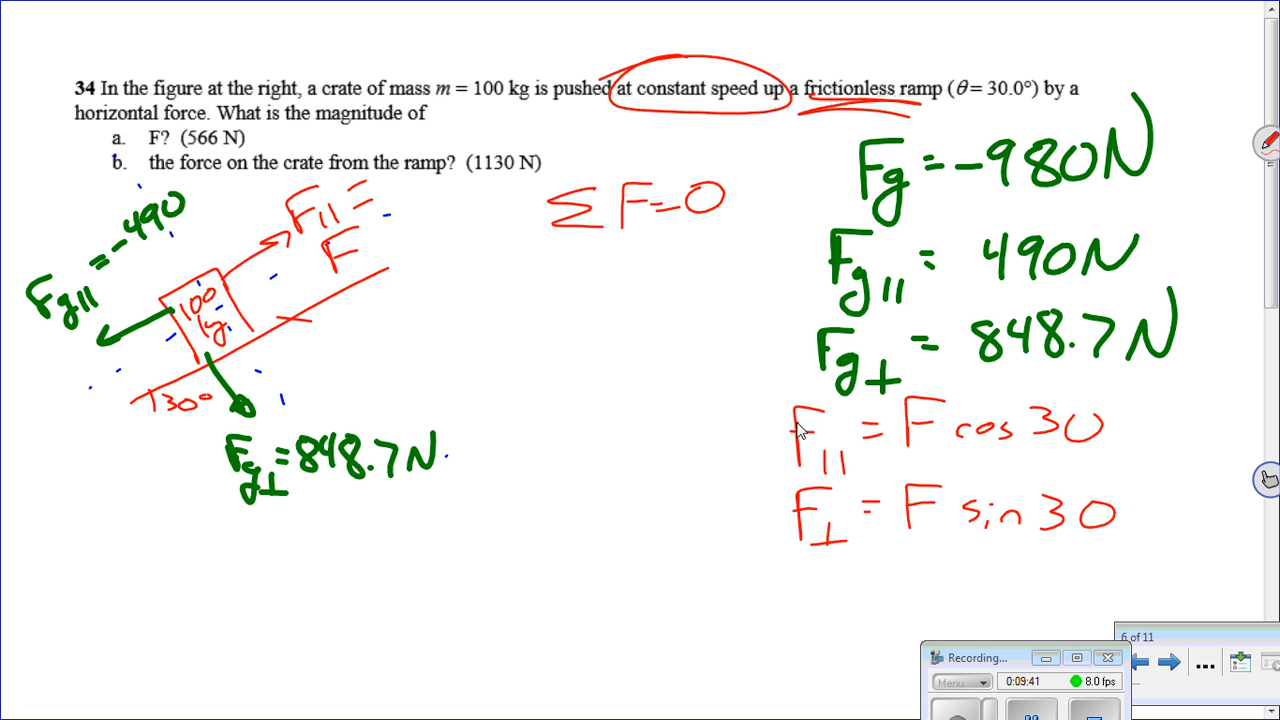 34 In the figure at the right, a crate of mass m = 100 kg is pushed at constant speed up a frictionless ramp (θ= 30.0°) by a
horizontal force. What is the magnitude of
a. F? (566 N)
b. the force on the crate from the ramp? (1130 N)
ΣF=0
Fg = -980N
Fg|| = 490N
Fg⊥ = 848.7N
F|| = F cos 30
F⊥ = F sin 30
Fg|| = -490
F|| =
F
100
kg
30°
Fg⊥ = 848.7N
6 of 11
Recording...
Menu
0:09:41
8.0 fps